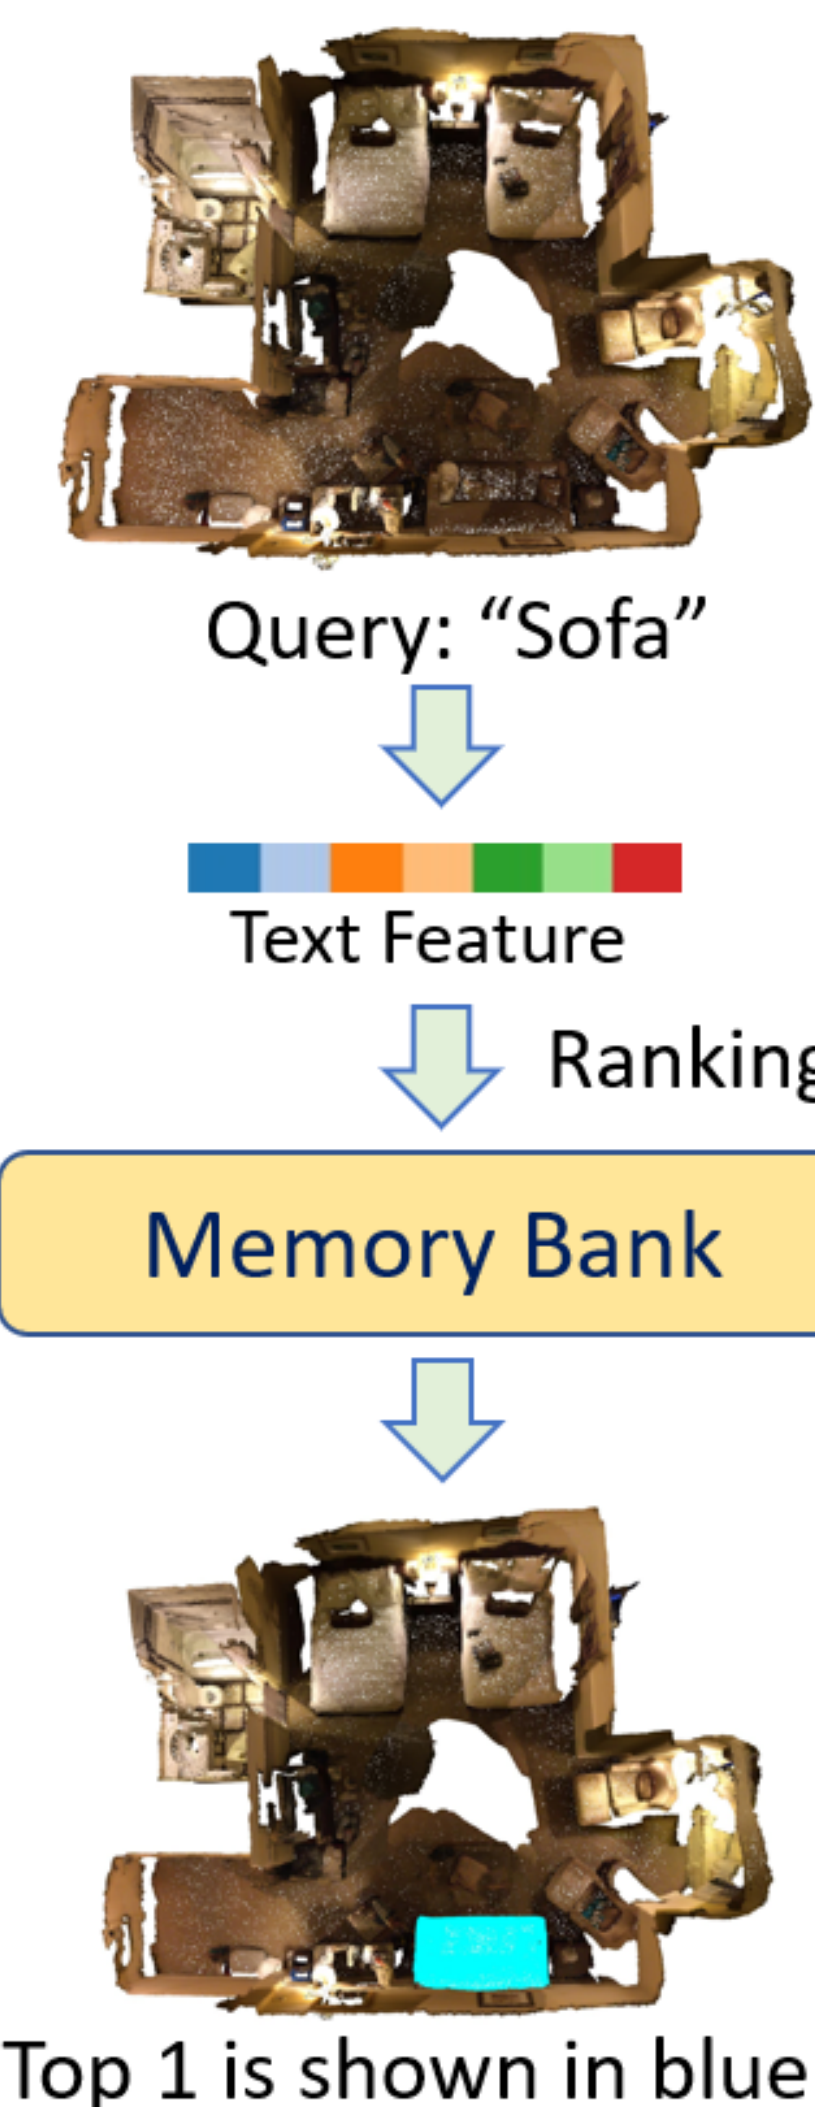 Query: “Sofa”
Text Feature
Ranking
Memory Bank
Top 1 is shown in blue